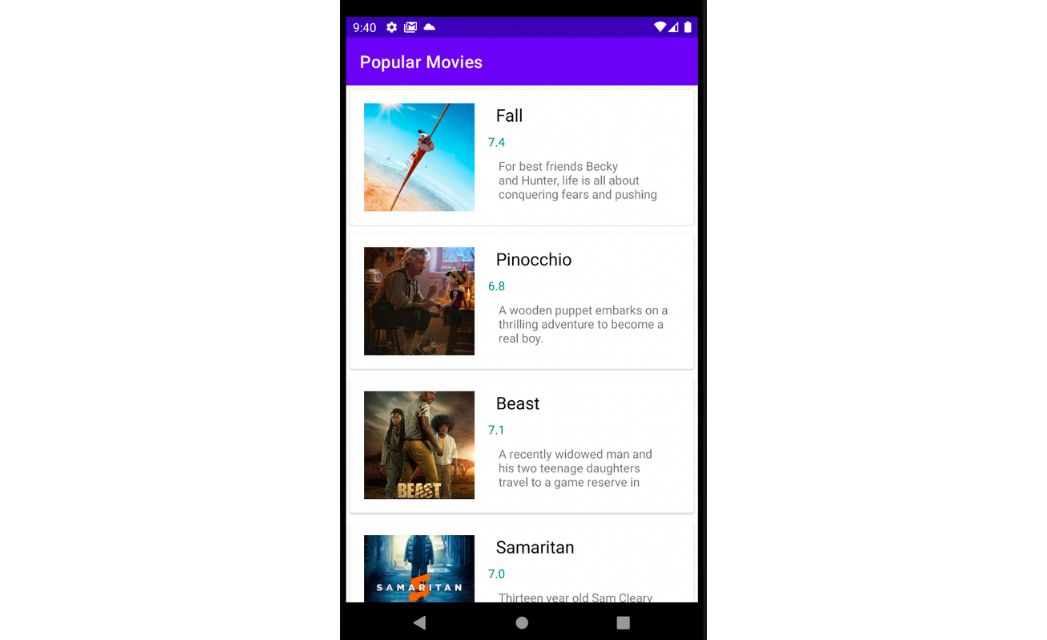 9:40
Popular Movies
Fall
7.4
For best friends Becky
and Hunter, life is all about
conquering fears and pushing
Pinocchio
6.8
A wooden puppet embarks on a
thrilling adventure to become a
real boy.
BEAST
Beast
7.1
A recently widowed man and
his two teenage daughters
travel to a game reserve in
SAMARITAN
Samaritan
7.0
Thirteen year old Sam Cleary